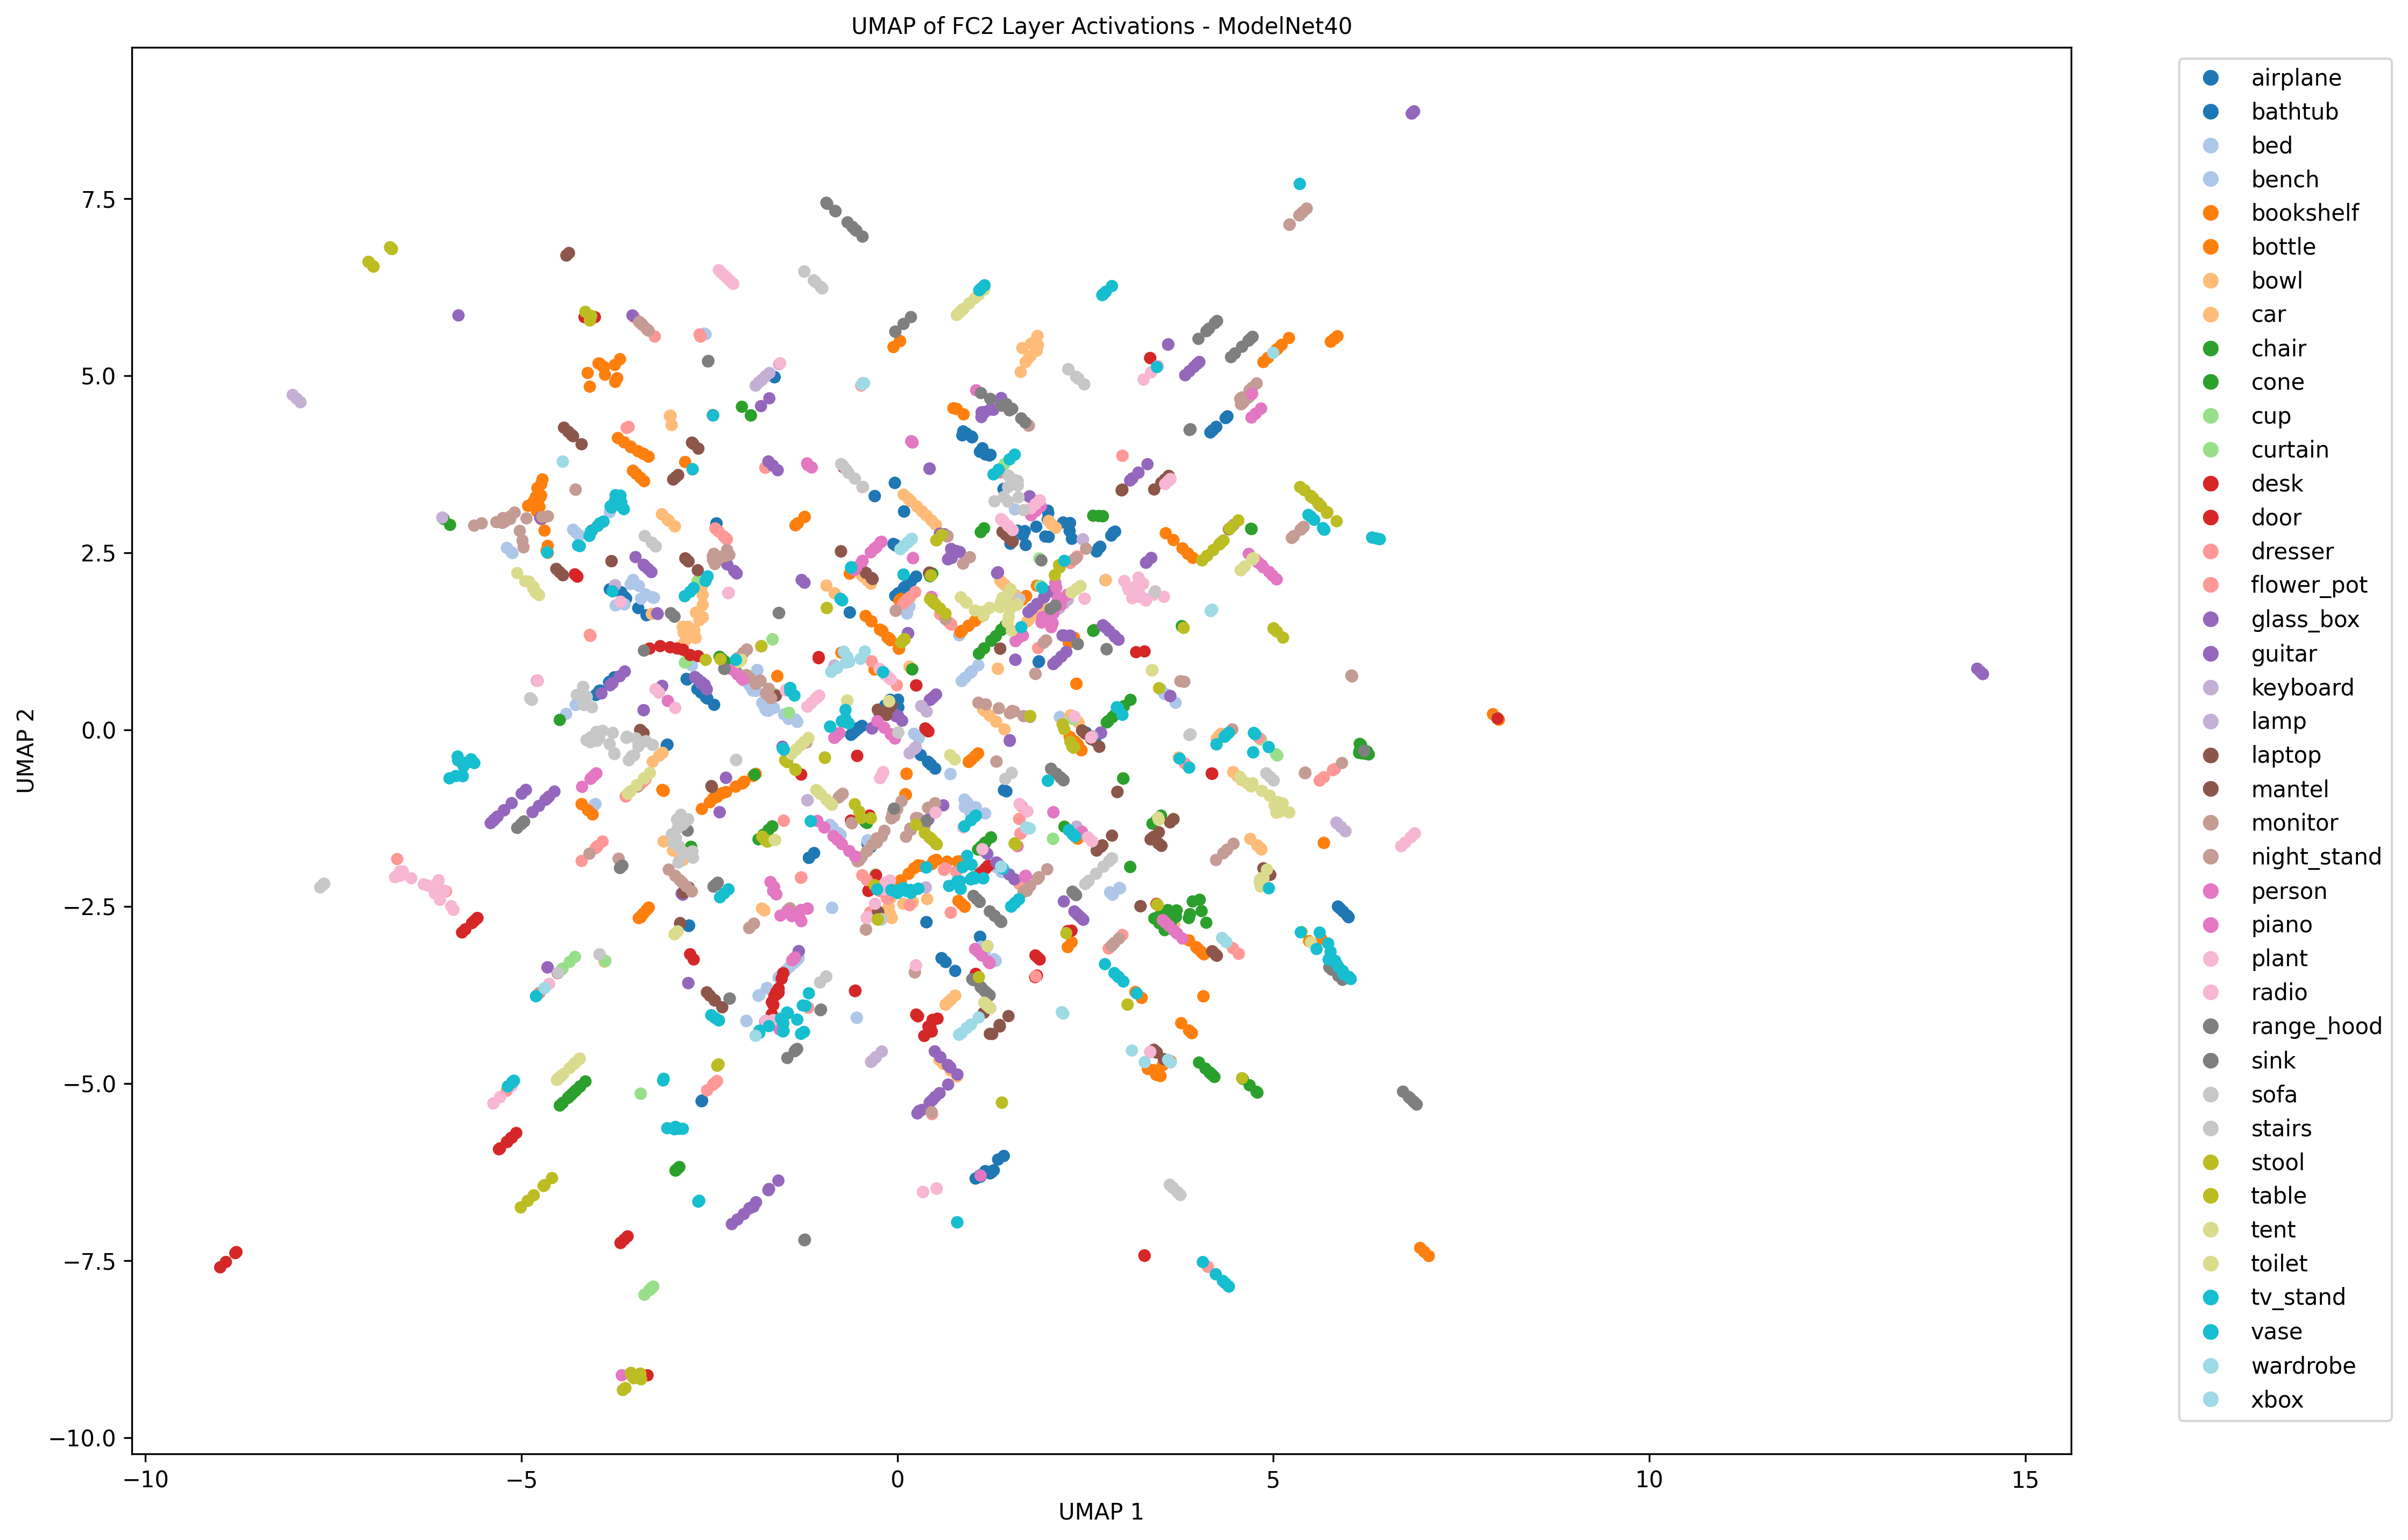 UMAP of FC2 Layer Activations - ModelNet40
7.5
5.0
2.5
0.0
−2.5
−5.0
−7.5
−10.0
UMAP 2
−10
−5
0
5
10
15
UMAP 1
airplane
bathtub
bed
bench
bookshelf
bottle
bowl
car
chair
cone
cup
curtain
desk
door
dresser
flower_pot
glass_box
guitar
keyboard
lamp
laptop
mantel
monitor
night_stand
person
piano
plant
radio
range_hood
sink
sofa
stairs
stool
table
tent
toilet
tv_stand
vase
wardrobe
xbox